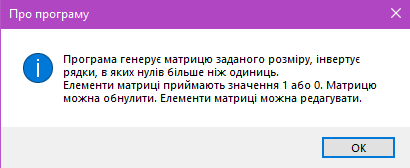 Про програму
Програма генерує матрицю заданого розміру, інвертує
рядки, в яких нулів більше ніж одиниць.
Елементи матриці приймають значення 1 або 0. Матрицю
можна обнулити. Елементи матриці можна редагувати.
OK